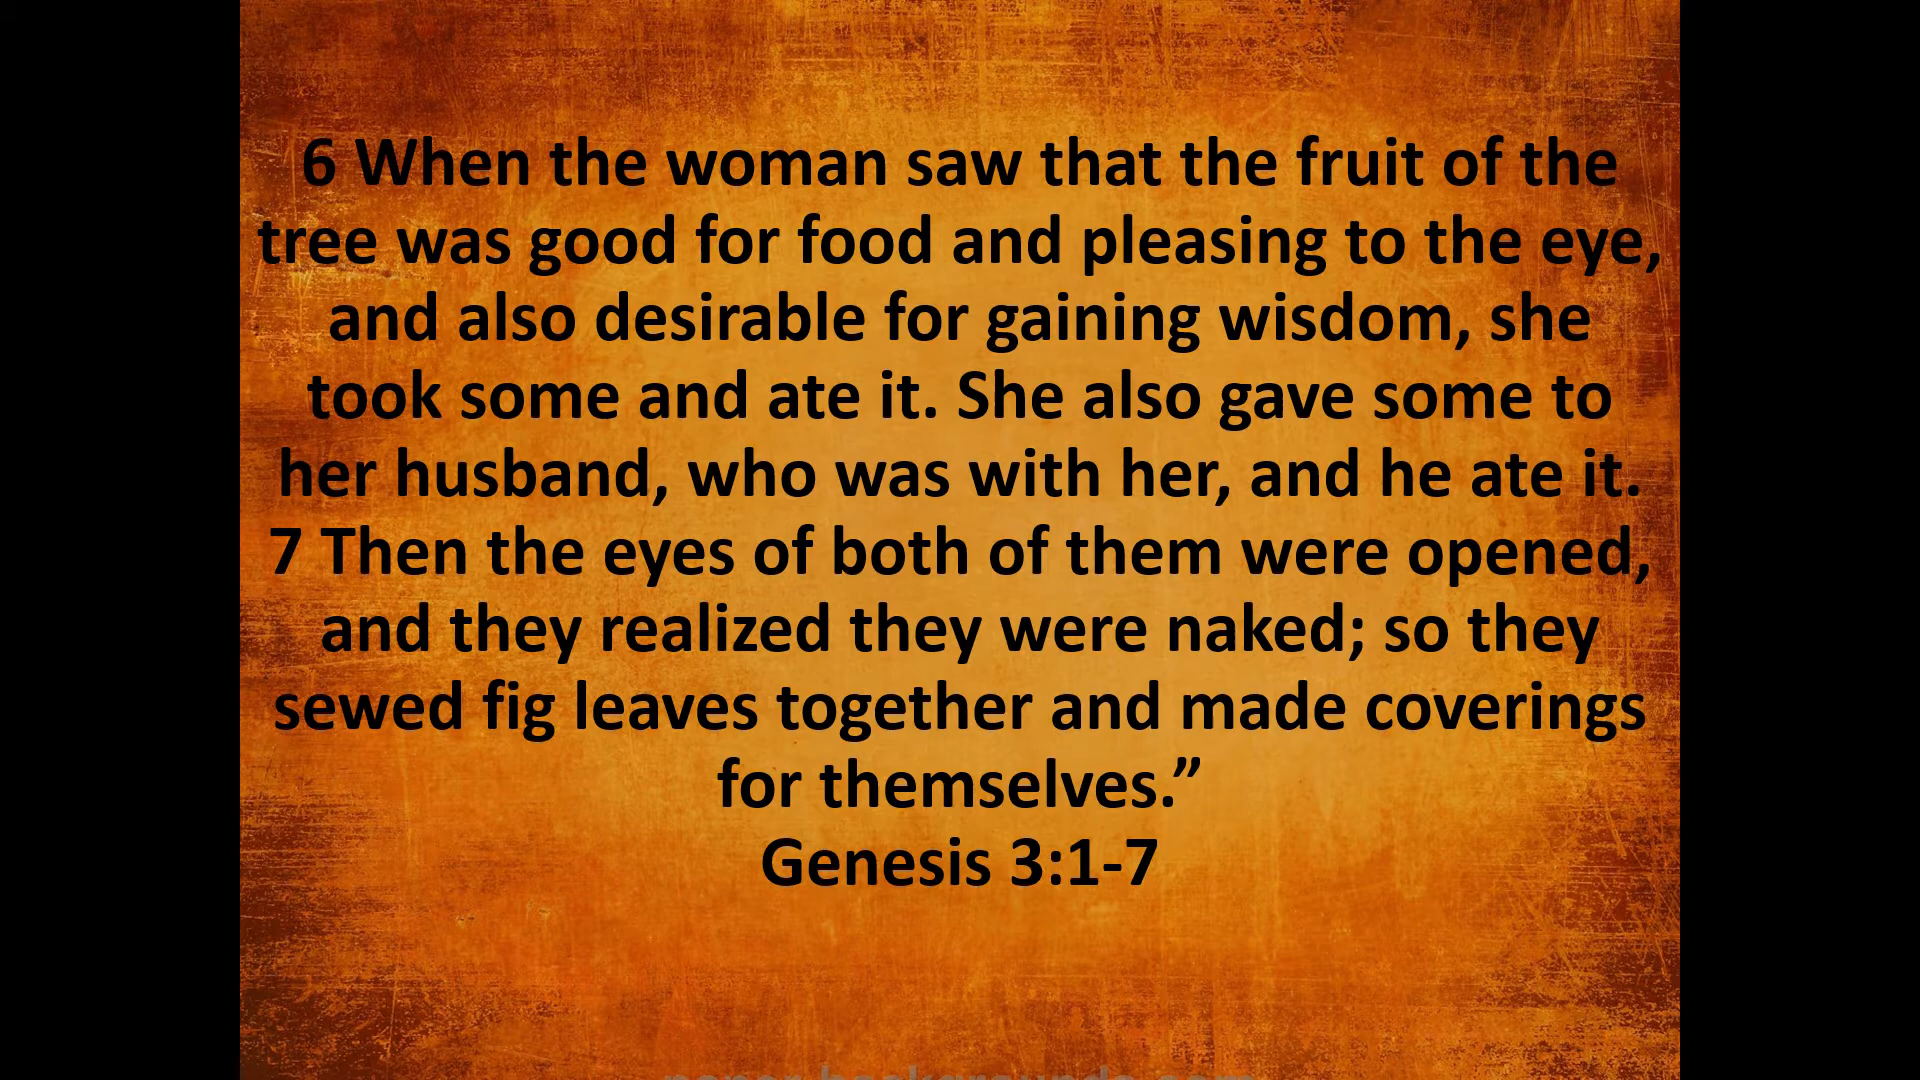 6 When the woman saw that the fruit of the
tree was good for food and pleasing to the eye,
and also desirable for gaining wisdom, she
took some and ate it. She also gave some to
her husband, who was with her, and he ate it.
7 Then the eyes of both of them were opened,
and they realized they were naked; so they
sewed fig leaves together and made coverings
for themselves.”
Genesis 3:1-7